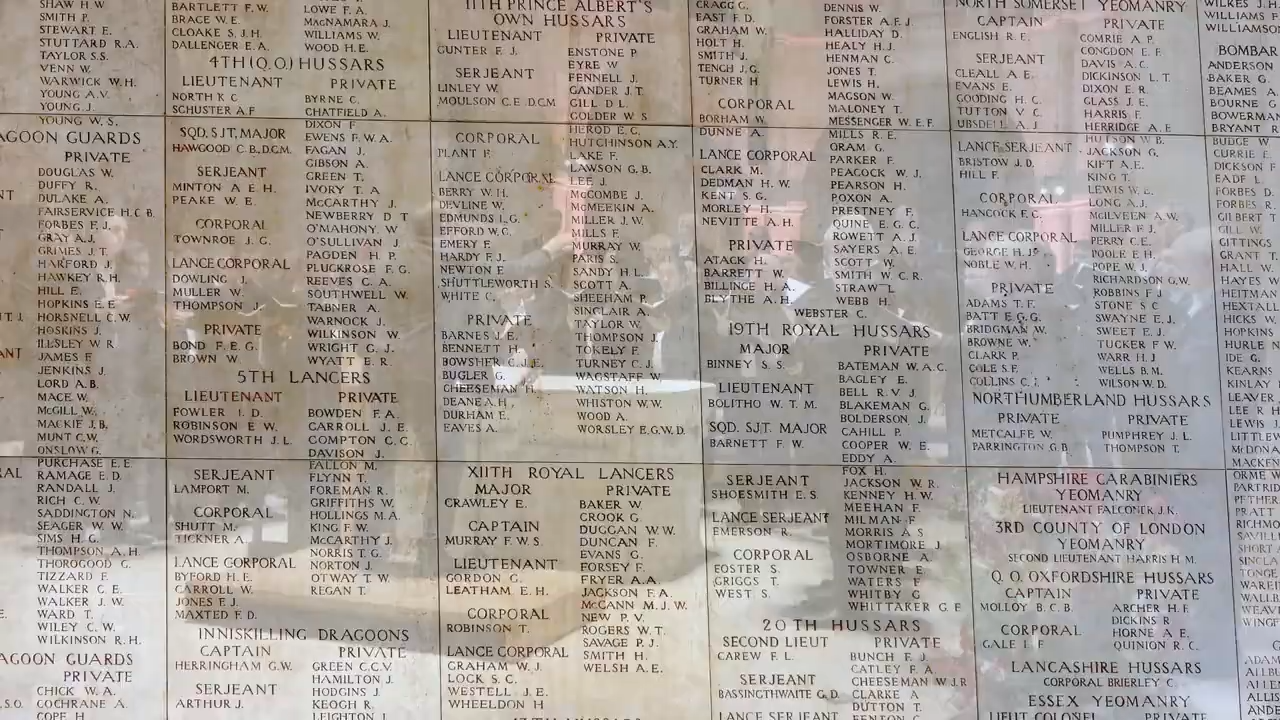 SHAW H W
SMITH P.
STEWART E.
STUTTARD R.A.
TAYLOR S.S.
VENN W.
WARWICK W.H.
YOUNG A.V.
YOUNG J.
YOUNG W. S.
AGOON GUARDS
PRIVATE
DOUGLAS W.
DUFFY R.
DULAKE A.
FAIRSERVICE H.C.B.
FORBES F.J.
GRAY A.J.
GRIMES J.T.
HARFORD J.
HAWKEY R.H.
HILL E.
HOPKINS E.E.
HORSNELL C.W.
HOSKINS J.
ILLSLEY W.R.
JAMES F.
JENKINS J.
LORD A.B.
MACE W.
McGILL W.
MACKIE J.B.
MUNT C.W.
ONSLOW G.
PURCHASE E.E.
RAMAGE E.D.
RANDALL J.
RICH C.W.
SADDINGTON N.
SEAGER W.W.
SIMS H.G.
THOMPSON A.H.
THOROGOOD G.
TIZZARD F.
WALKER C.E.
WALKER J.W.
WARD T.
WILEY C.W.
WILKINSON R.H.
AGOON GUARDS
PRIVATE
CHICK W.A.
COCHRANE A.
COPE H.
BARTLETT F.W.
BRACE W.E.
CLOAKE S.J.H.
DALLENGER E.A.
LOWE F.A.
MacNAMARA J.
WILLIAMS W.
WOOD H.E.
4TH (Q.O.) HUSSARS
LIEUTENANT
NORTH K C
SCHUSTER A.F
SQD. SJT. MAJOR
HAWGOOD C.B., D.C.M.
SERJEANT
MINTON A E H.
PEAKE W. E.
CORPORAL
TOWNROE J. G.
LANCE CORPORAL
DOWLING J.
MULLER W.
THOMPSON J.
PRIVATE
BOND F.E.G.
BROWN W.
PRIVATE
BYRNE C.
CHATFIELD A.
DIXON F.
EWENS F.W.A.
FAGAN J.
GIBSON A.
GREEN T.
IVORY T. A
McCARTHY J.
NEWBERRY D T
O'MAHONY W.
O'SULLIVAN J.
PAGDEN H.P.
PLUCKROSE F.G.
REEVES C.A.
SOUTHWELL W.
TABNER A.
WARNOCK J.
WILKINSON W.
WRIGHT G.J.
WYATT E.R.
5TH LANCERS
LIEUTENANT
FOWLER I. D.
ROBINSON E W.
WORDSWORTH J.L.
SERJEANT
LAMPORT M.
CORPORAL
SHUTT M.
TICKNER A.
LANCE CORPORAL
BYFORD H.E.
CARROLL W.
JONES F.J.
MAXTED F.D.
PRIVATE
BOWDEN F.A.
CARROLL J.E.
COMPTON C.C.
DAVISON J.
FALLON M.
FLYNN T.
FOREMAN R.
GRIFFITHS W.
HOLLINGS M.A.
KING F.W.
McCARTHY J.
NORRIS T.G.
NORTON J.
OTWAY T.W.
REGAN T.
INNISKILLING DRAGOONS
CAPTAIN
HERRINGHAM G.W.
SERJEANT
ARTHUR J.
PRIVATE
GREEN C.C.V.
HAMILTON J.
HODGINS J.
KEOGH R.
LEIGHTON J.
11TH PRINCE ALBERT'S
OWN HUSSARS
LIEUTENANT
GUNTER F. J.
SERJEANT
LINLEY W.
MOULSON C.E. D.C.M
CORPORAL
PLANT F.
LANCE CORPORAL
BERRY W.H.
DEVLINE W.
EDMUNDS L.G.
EFFORD W.G.
EMERY F.
HARDY F.J.
NEWTON E
SHUTTLEWORTH S.
WHITE C.
PRIVATE
BARNES J.E.
BENNETT H.
BOWSHER C.J.E.
BUGLER G.
CHEESEMAN H.
DEANE A.H.
DURHAM E.
EAVES A.
PRIVATE
ENSTONE P.
EYRE W
FENNELL J.
GANDER J.T.
GILL D L.
GOLDER W S
HEROD E.G.
HUTCHINSON A.Y.
LAKE F.
LAWSON G.B.
LEE J.
McCOMBE J.
McMEEKIN A.
MILLER J.W.
MILLS F.
MURRAY W.
PARIS S.
SANDY H L.
SCOTT A.
SHEEHAM P.
SINCLAIR A.
TAYLOR W.
THOMPSON J.
TOKELY F.
TURNEY C.J.
WAGSTAFF W.
WATSON H.
WHISTON W.W.
WOOD A.
WORSLEY E.G.W.D.
XIITH ROYAL LANCERS
MAJOR
CRAWLEY E.
CAPTAIN
MURRAY F.W.S.
LIEUTENANT
GORDON G.
LEATHAM. E.H.
CORPORAL
ROBINSON T.
LANCE CORPORAL
GRAHAM W.J.
LOCK S.C.
WESTELL J.E.
WHEELDON H
PRIVATE
BAKER W.
CROOK G.
DUGGAN W.W.
DUNCAN F.
EVANS G.
FORSEY F.
FRYER A.A.
JACKSON F.A.
McCANN M.J.W.
NEW P.V.
ROGERS W.T.
SAVAGE P.J.
SMITH H.
WELSH A.E.
CRAGG G.
EAST F.D.
GRAHAM W.
HOLT H.
SMITH J.
TENCH J.G.
TURNER H.
CORPORAL
BORHAM W.
DUNNE A.
LANCE CORPORAL
CLARK M.
DEDMAN H.W.
KENT S.G.
MORLEY H.
NEVITTE A.H.
PRIVATE
ATACK H.
BARRETT W.
BILLINGE H.A.
BLYTHE A.H.
DENNIS W.
FORSTER A.F.J.
HALLIDAY D.
HEALY H.J.
HENMAN C.
JONES T.
LEWIS H.
MAGSON W.
MALONEY T.
MESSENGER W.E.F.
MILLS R.E.
ORAM G.
PARKER F.
PEACOCK W.J.
PEARSON H.
POXON A.
PRESTNEY F.
QUINE E.G.C.
ROWETT A.J.
SAYERS A.E.
SCOTT W.
SMITH W.C.R.
STRAW L.
WEBB H.
WEBSTER C.
19TH ROYAL HUSSARS
MAJOR
BINNEY S.S.
LIEUTENANT
BOLITHO W.T.M.
SQD. SJT. MAJOR
BARNETT F.W.
SERJEANT
SHOESMITH E.S.
LANCE SERJEANT
EMERSON R.
CORPORAL
FOSTER S.
GRIGGS T.
WEST S.
PRIVATE
BATEMAN W.A.C.
BAGLEY E.
BELL R.V.J.
BLAKEMAN G.
BOLDERSON J.
CAHILL P.
COOPER W.E.
EDDY A.
FOX H.
JACKSON W.R.
KENNEY H.W.
MEEHAN F.
MILMAN F
MORRIS A S
MORTIMORE J
OSBORNE A.
TOWNER E.
WATERS F
WHITBY G
WHITTAKER G E
20TH HUSSARS
SECOND LIEUT
CAREW F.L.
SERJEANT
BASSINGTHWAITE G.D.
LANCE SERJEANT
PRIVATE
BUNCH F.J.
CATLEY F.A.
CHEESEMAN W.J.R
CLARKE A
DUTTON T.
FENTON G.
NORTH SOMERSET YEOMANRY
CAPTAIN
ENGLISH R.E.
SERJEANT
CLEALL A E.
EVANS E.
GOODING H.C.
TUTTON V C.
UBSDELL A.J
LANCE SERJEANT
BRISTOW J.D.
HILL F.
CORPORAL
HANCOCK F.C.
LANCE CORPORAL
GEORGE H.J.
NOBLE W.H.
PRIVATE
ADAMS T.F.
BATT E.G.G.
BRIDGMAN W.
BROWNE W.
CLARK P.
COLE S.F.
COLLINS C.J.
PRIVATE
COMRIE A P.
CONGDON E.F.
DAVIS A.C.
DICKINSON L.T.
DIXON E.R.
GLASS J.E.
HARRIS F.
HERRIDGE A.E
HUTSON W.B.
JACKSON G.
KIFT A.E.
KING T.
LEWIS W.E.
LONG A.J.
McILVEEN A.W.
MILLER F.J
PERRY C.E.
POOLE E.H.
POPE W.J.
RICHARDSON G.W.
ROBBINS F J
STONE S C
SWAYNE E.J
SWEET E.J.
TUCKER F W.
WARR H.J
WELLS B.M.
WILSON W.D.
NORTHUMBERLAND HUSSARS
PRIVATE
METCALFE W.
PARRINGTON G.B.
PRIVATE
PUMPHREY J.L.
THOMPSON T.
HAMPSHIRE CARABINIERS
YEOMANRY
LIEUTENANT FALCONER J.K.
3RD COUNTY OF LONDON
YEOMANRY
SECOND LIEUTENANT HARRIS H M.
Q.O. OXFORDSHIRE HUSSARS
CAPTAIN
MOLLOY B.C.B.
CORPORAL
GALE F F
PRIVATE
ARCHER H.F.
DICKINS R
HORNE A E,
QUINION R.C.
LANCASHIRE HUSSARS
CORPORAL BRIERLEY C.
ESSEX YEOMANRY
LIEUT COLONEL
PRIVATE
WILKES J.H
WILLIAMS
WILLIAMSO
BOMBAR
ANDERSON
BAKER G.
BEAMES A
BOURNE G
BOWERMAN
BRYANT R
BUDGE W
CURRIE E.
DICKSON F
EADE L
FORBES D.
FORBES R.
GILBERT T
GILL W.
GITTINGS
GRANT T.
HALL W.
HAYES W
HEITMAN
HEXTALL
HICKS W
HOPKINS
HURLE N
KEARNS
KINLAY
LEAVER
LEE R H
LEWIS J.